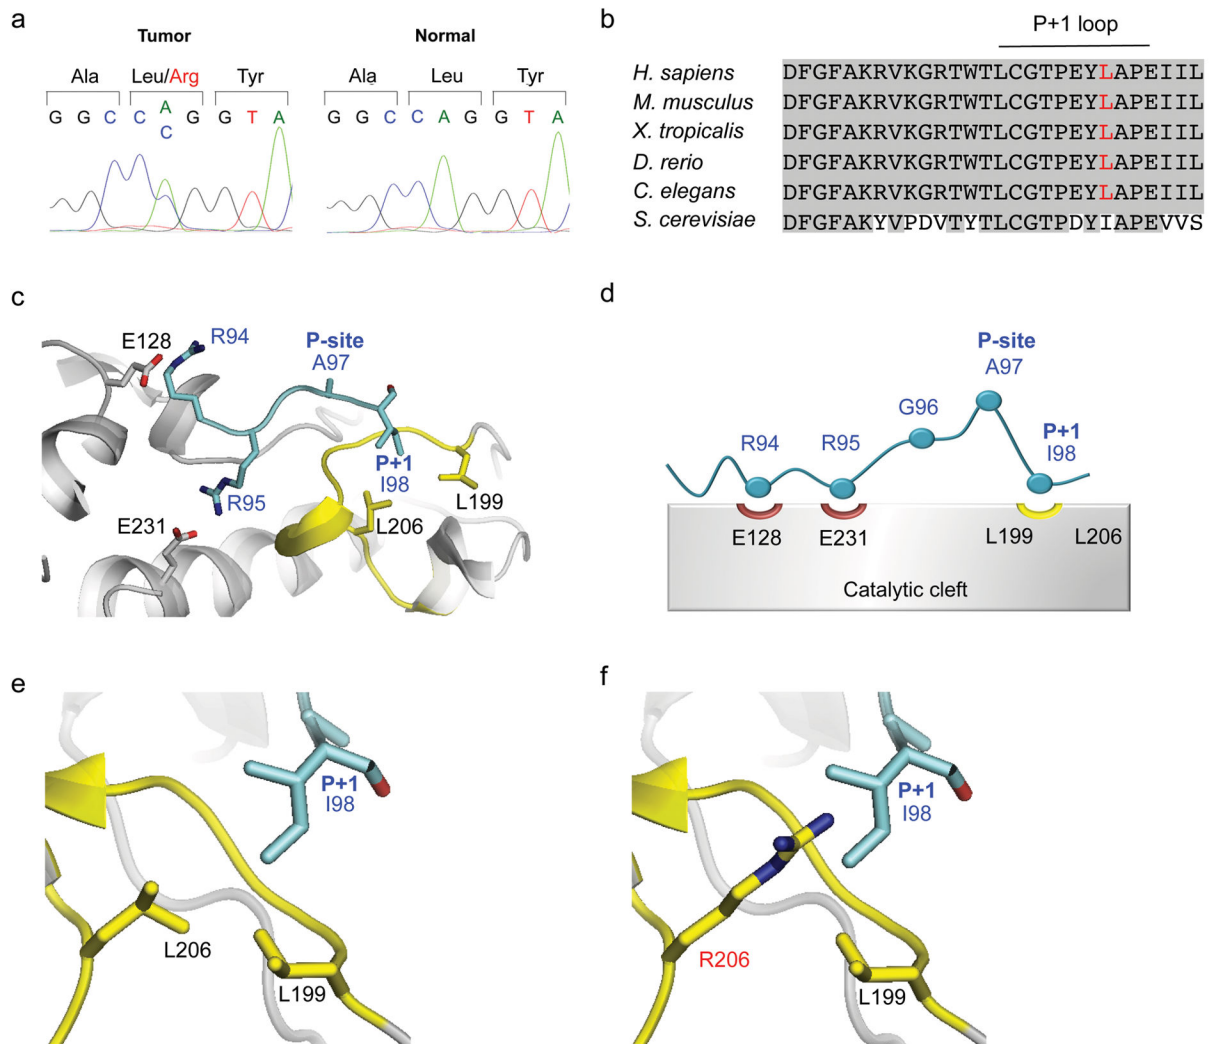 a
Tumor
Normal
Ala Leu/Arg Tyr
Ala Leu Tyr
A
G G C C G G T A
C
G G C C A G G T A
b
P+1 loop
H. sapiens DFGFAKRVKGRTWTLCGTPEYLAPEIIL
M. musculus DFGFAKRVKGRTWTLCGTPEYLAPEIIL
X. tropicalis DFGFAKRVKGRTWTLCGTPEYLAPEIIL
D. rerio DFGFAKRVKGRTWTLCGTPEYLAPEIIL
C. elegans DFGFAKRVKGRTWTLCGTPEYLAPEIIL
S. cerevisiae DFGFAKYVPDVTYTLCGTPDYIAPEVVS
c
E128
R94
P-site
A97
P+1
I98
R95
L199
L206
E231
d
P-site
A97
G96
P+1
I98
R94
R95
E128
E231
L199
L206
Catalytic cleft
e
P+1
I98
L206
L199
f
P+1
I98
R206
L199